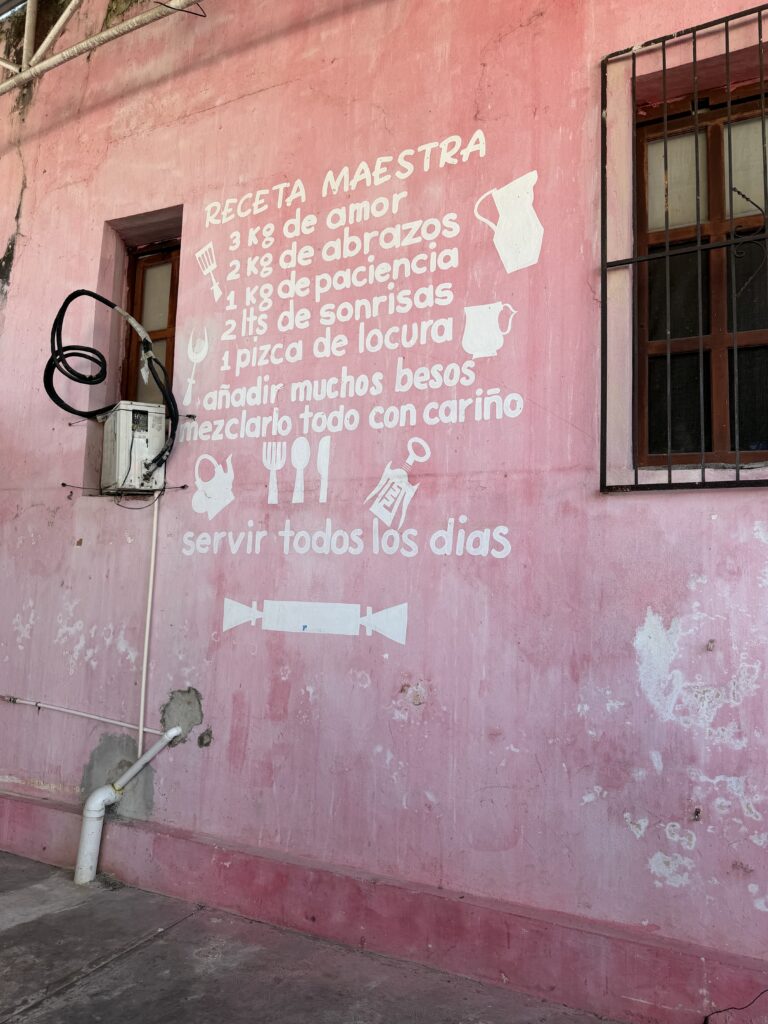 RECETA MAESTRA
3 kg de amor
2 kg de abrazos
1 kg de paciencia
2 lts de sonrisas
1 pizca de locura
añadir muchos besos
mezclarlo todo con cariño
servir todos los dias